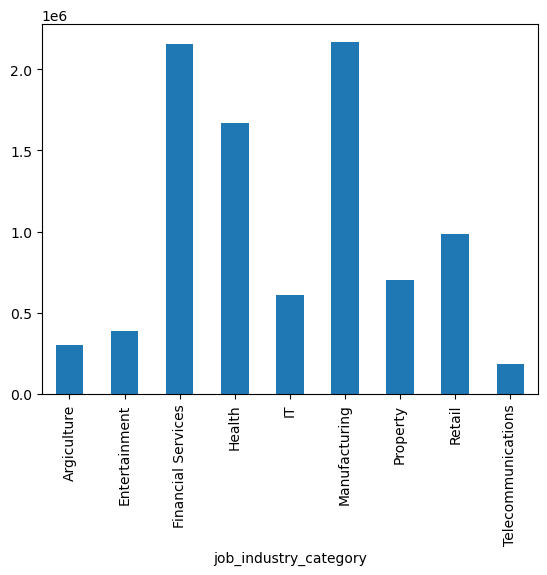 1e6
2.0
1.5
1.0
0.5
0.0
Argiculture
Entertainment
Financial Services
Health
IT
Manufacturing
Property
Retail
Telecommunications
job_industry_category